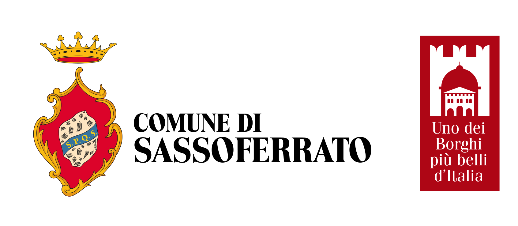 COMUNE DI
SASSOFERRATO
S.P.Q.S.
Uno dei
Borghi
più belli
d'Italia